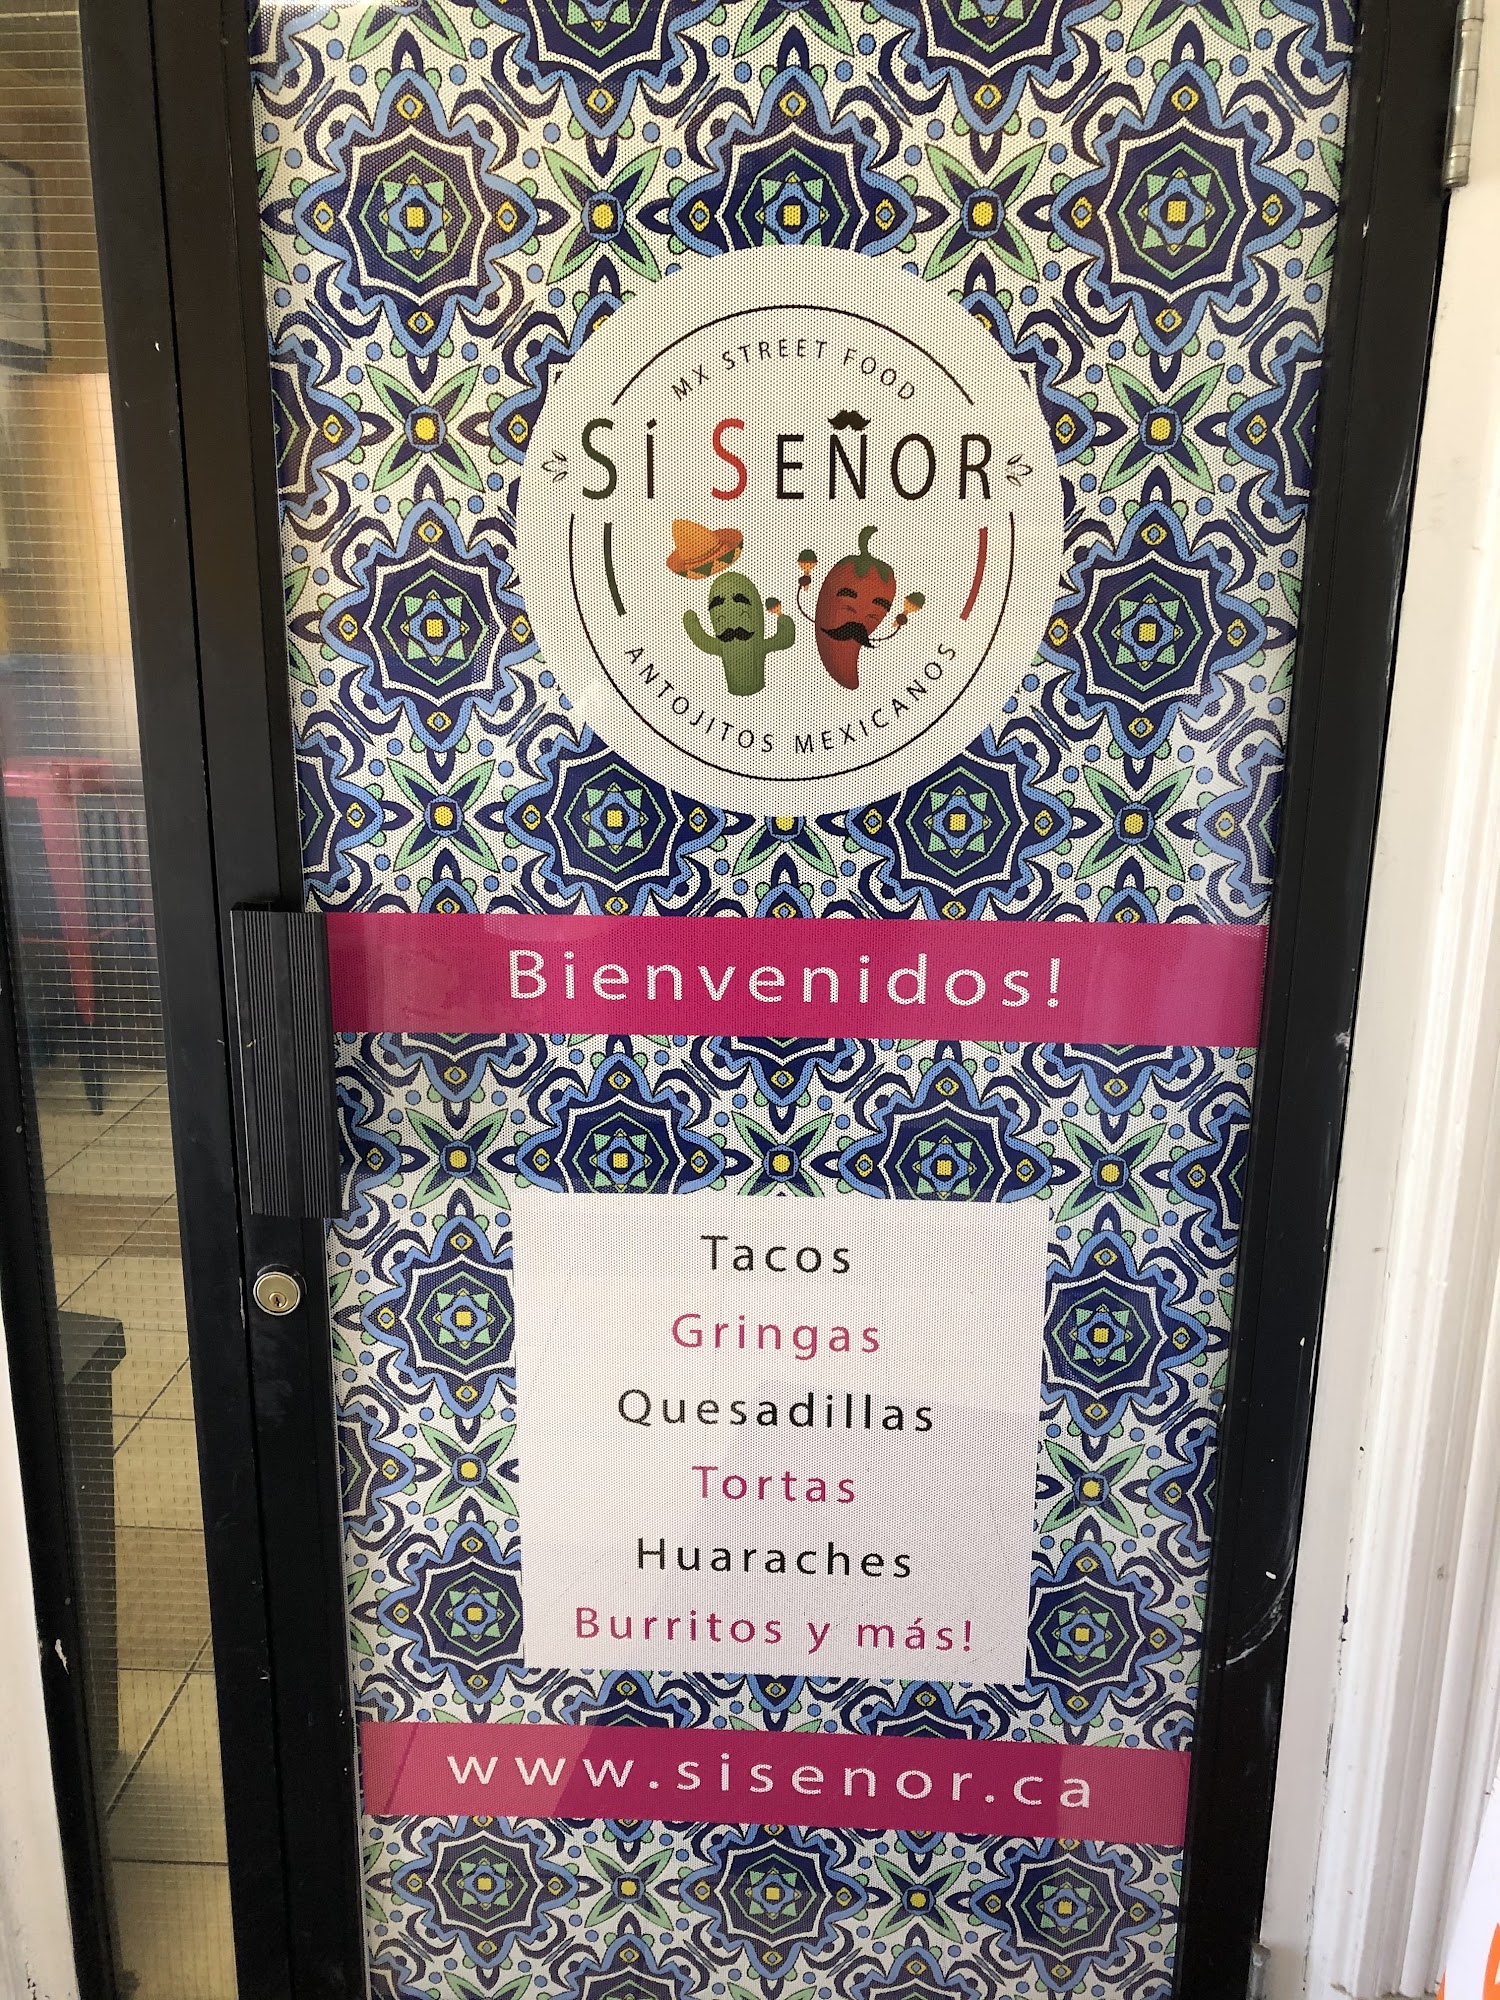 MX STREET FOOD
SÍ SEÑOR
ANTOJITOS MEXICANOS
Bienvenidos!
Tacos
Gringas
Quesadillas
Tortas
Huaraches
Burritos y más!
www.sisenor.ca